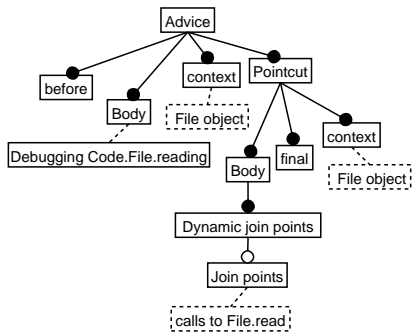 Advice
before
Body
context
Pointcut
File object
Debugging Code.File.reading
Body
final
context
File object
Dynamic join points
Join points
calls to File.read